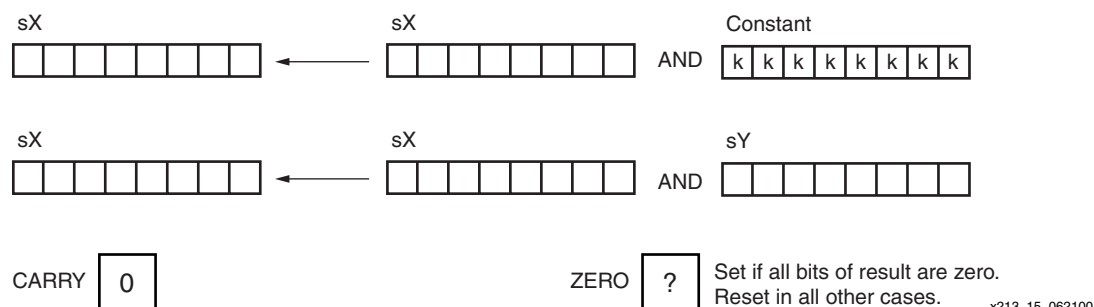 sX sX Constant
AND k k k k k k k k
sX sX sY
AND
CARRY 0 ZERO ? Set if all bits of result are zero.
Reset in all other cases.
x213_15_062100